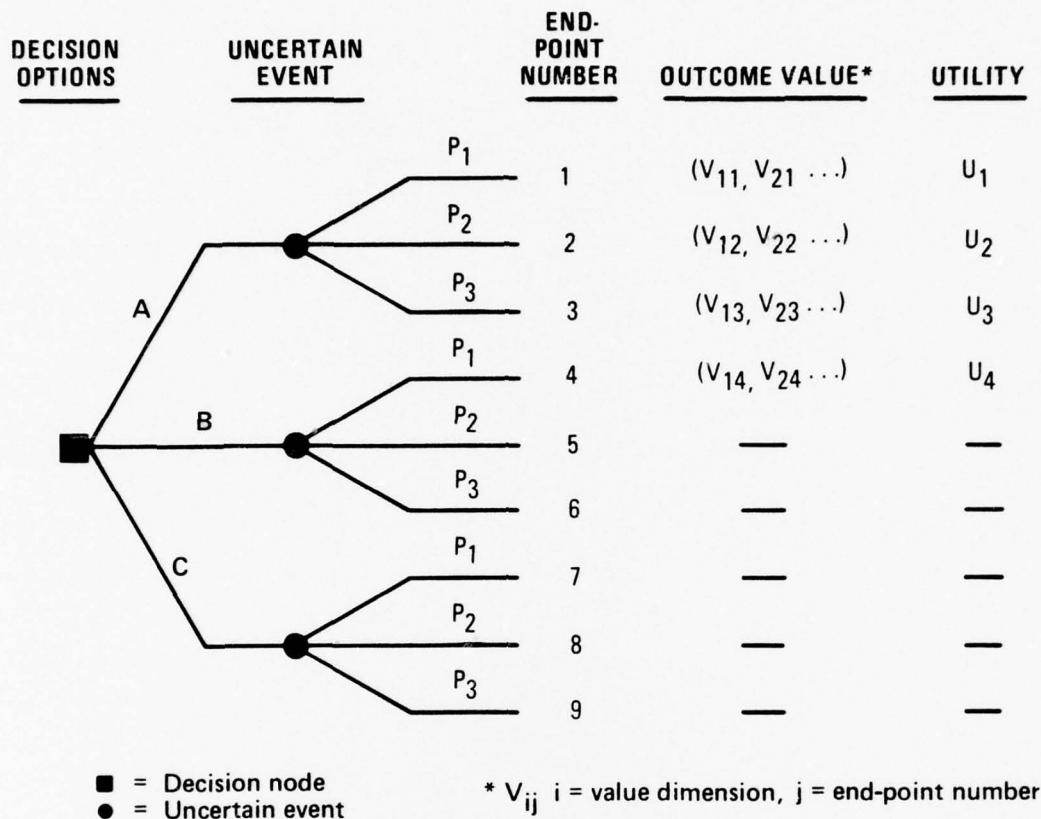 DECISION OPTIONS UNCERTAIN EVENT END-POINT NUMBER OUTCOME VALUE* UTILITY
P1 1 (V11, V21 ...) U1
P2 2 (V12, V22 ...) U2
A P3 3 (V13, V23 ...) U3
P1 4 (V14, V24 ...) U4
B P2 5 — —
P3 6 — —
C P1 7 — —
P2 8 — —
P3 9 — —
■ = Decision node
● = Uncertain event
* Vij i = value dimension, j = end-point number